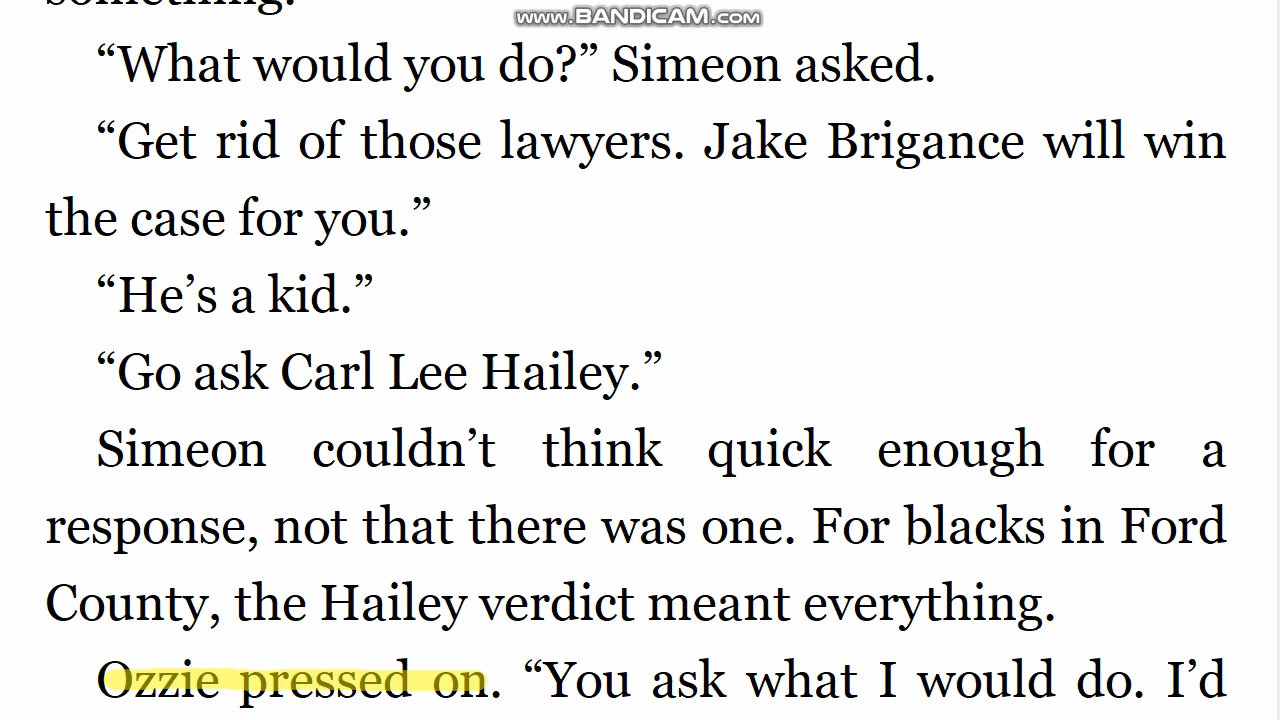 something.
www.BANDICAM.com
“What would you do?” Simeon asked.
“Get rid of those lawyers. Jake Brigance will win
the case for you.”
“He’s a kid.”
“Go ask Carl Lee Hailey.”
Simeon couldn’t think quick enough for a
response, not that there was one. For blacks in Ford
County, the Hailey verdict meant everything.
Ozzie pressed on. “You ask what I would do. I’d